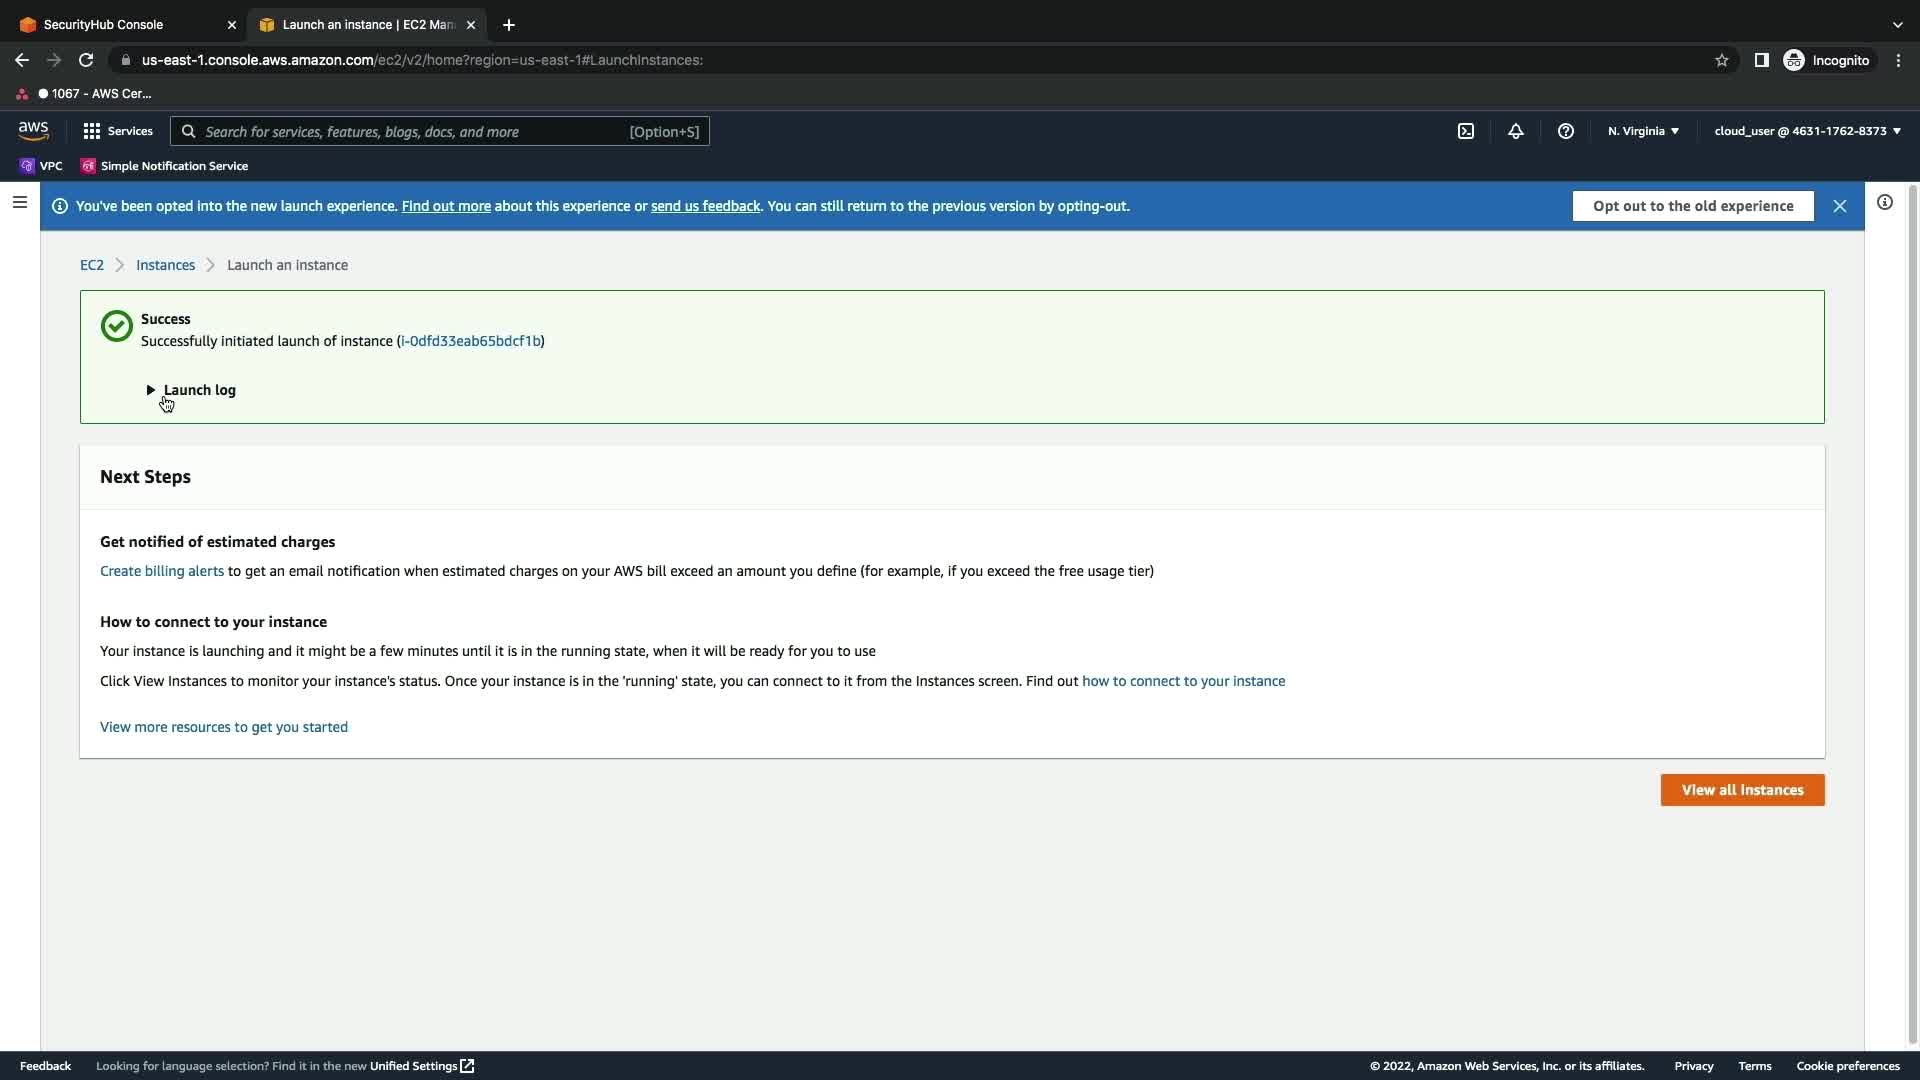 SecurityHub Console
Launch an instance | EC2 Man
us-east-1.console.aws.amazon.com/ec2/v2/home?region=us-east-1#LaunchInstances:
Incognito
1067 - AWS Cer...
aws
Services
Search for services, features, blogs, docs, and more
[Option+S]
N. Virginia
cloud_user @ 4631-1762-8373
VPC
Simple Notification Service
You've been opted into the new launch experience. Find out more about this experience or send us feedback. You can still return to the previous version by opting-out.
Opt out to the old experience
EC2
Instances
Launch an instance
Success
Successfully initiated launch of instance (i-0dfd33eab65bdcf1b)
Launch log
Next Steps
Get notified of estimated charges
Create billing alerts to get an email notification when estimated charges on your AWS bill exceed an amount you define (for example, if you exceed the free usage tier)
How to connect to your instance
Your instance is launching and it might be a few minutes until it is in the running state, when it will be ready for you to use
Click View Instances to monitor your instance's status. Once your instance is in the 'running' state, you can connect to it from the Instances screen. Find out how to connect to your instance
View more resources to get you started
View all instances
Feedback
Looking for language selection? Find it in the new Unified Settings
© 2022, Amazon Web Services, Inc. or its affiliates.
Privacy
Terms
Cookie preferences